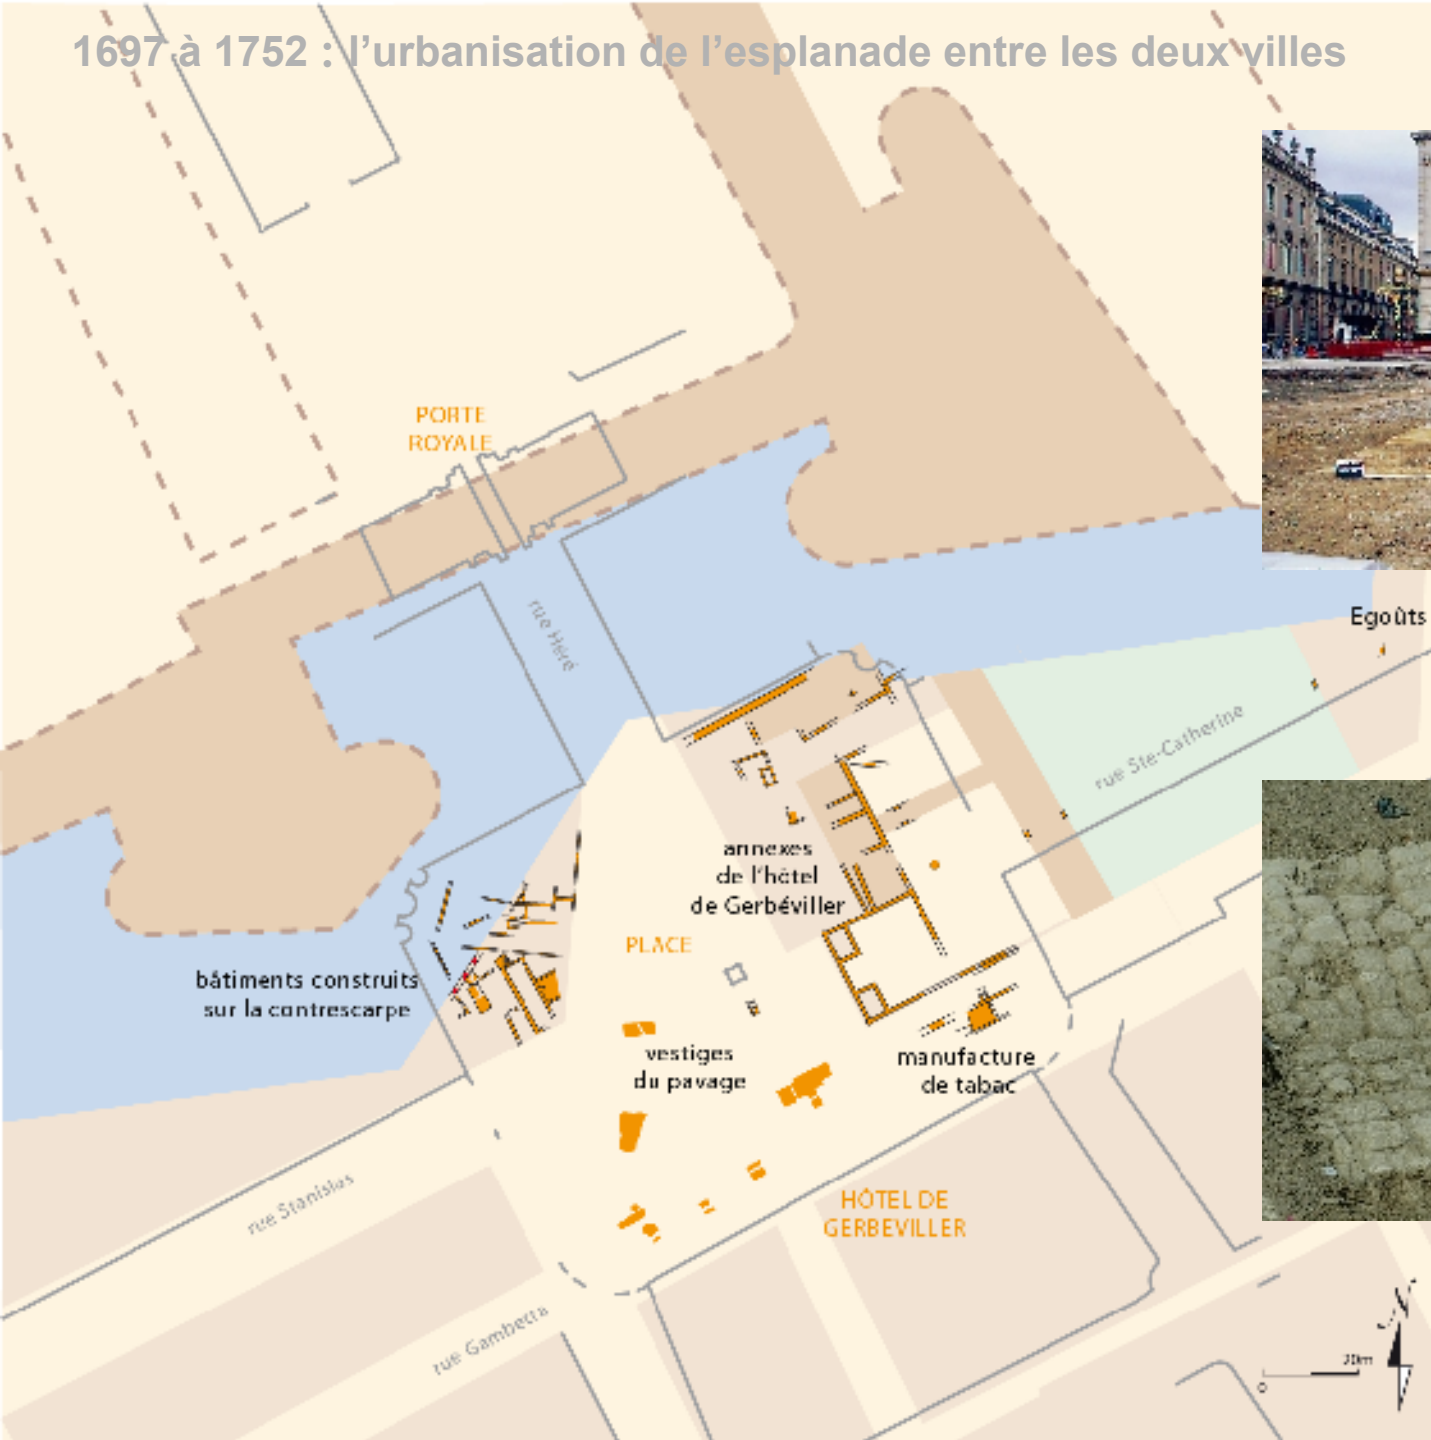 1697 à 1752 : l’urbanisation de l’esplanade entre les deux villes
PORTE
ROYALE
rue Héré
Egoûts
rue Ste-Catherine
annexes
de l'hôtel
de Gerbéviller
PLACE
bâtiments construits
sur la contrescarpe
vestiges
du pavage
manufacture
de tabac
rue Stanislas
HÔTEL DE
GERBEVILLER
rue Gambetta
N
20m
0